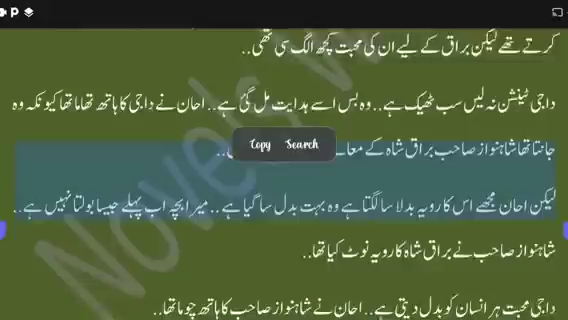 کرتے تھے لیکن براق کے لیے ان کی محبت کچھ الگ سی تھی..
داجی ٹینشن نہ لیں سب ٹھیک ہے.. وہ بس اسے ہدایت مل گئی ہے.. احان نے داجی کا ہاتھ تھاما تھا کیونکہ وہ
Copy Search
جانتا تھا شاہنواز صاحب براق شاہ کے
لیکن احان مجھے اس کا رویہ بدلا سا لگتا ہے وہ بہت بدل سا گیا ہے.. میرا بچہ اب پہلے جیسا بولتا نہیں ہے..
شاہنواز صاحب نے براق شاہ کا رویہ نوٹ کیا تھا..
داجی محبت ہر انسان کو بدل دیتی ہے.. احان نے شاہنواز صاحب کا ہاتھ چوما تھا..
Novels